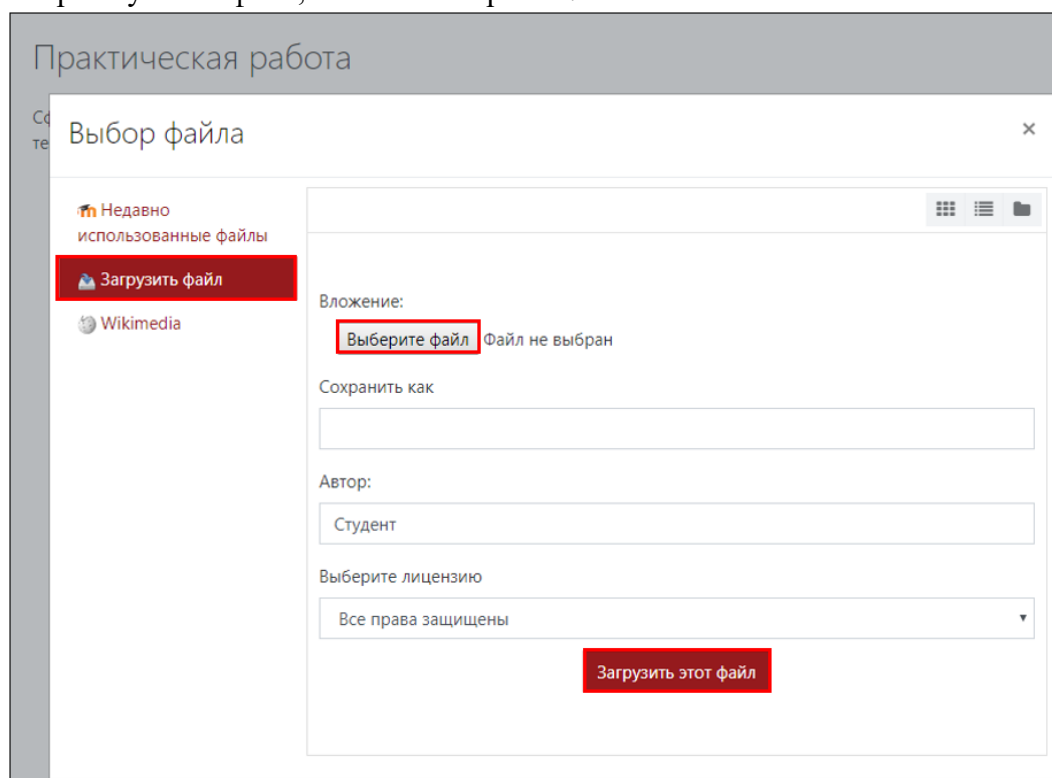 Практическая работа
Выбор файла
×
Недавно
использованные файлы
Загрузить файл
Wikimedia
Вложение:
Выберите файл Файл не выбран
Сохранить как
Автор:
Студент
Выберите лицензию
Все права защищены
Загрузить этот файл